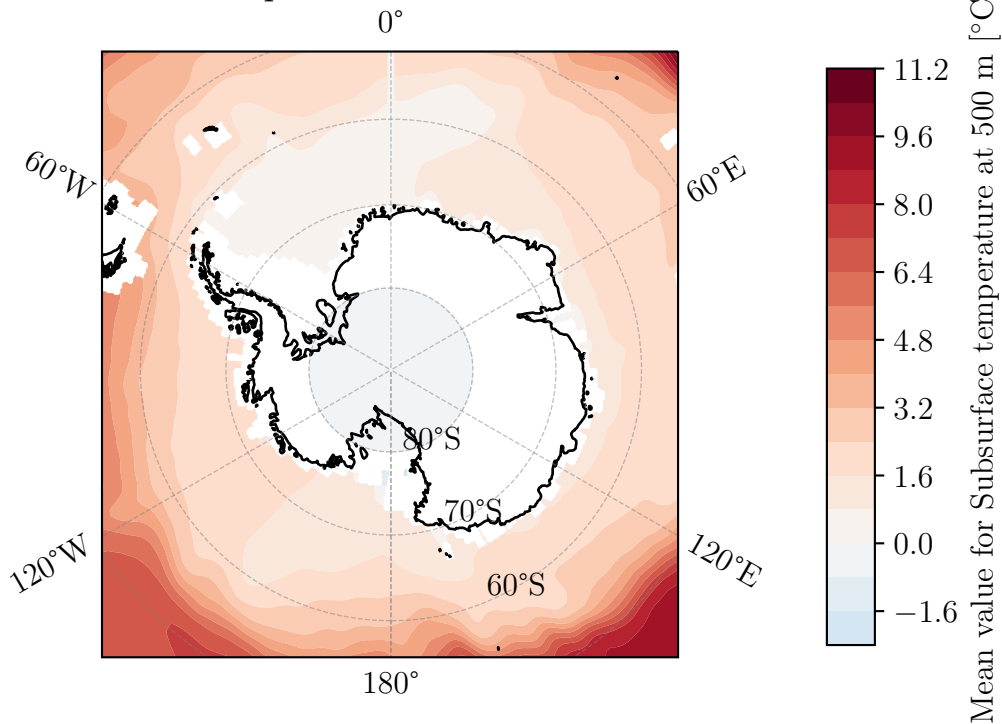 0°
60°W
60°E
120°W
120°E
180°
80°S
70°S
60°S
11.2
9.6
8.0
6.4
4.8
3.2
1.6
0.0
−1.6
Mean value for Subsurface temperature at 500 m [°C